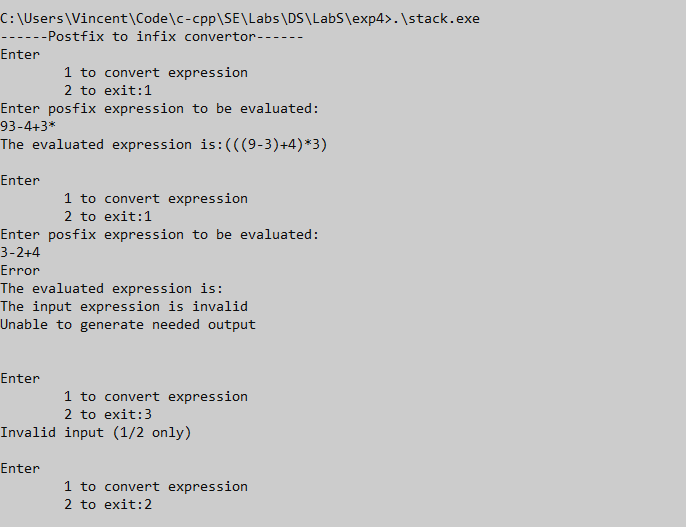 C:\Users\Vincent\Code\c-cpp\SE\Labs\DS\LabS\exp4>.\stack.exe
------Postfix to infix convertor------
Enter
        1 to convert expression
        2 to exit:1
Enter posfix expression to be evaluated:
93-4+3*
The evaluated expression is:(((9-3)+4)*3)

Enter
        1 to convert expression
        2 to exit:1
Enter posfix expression to be evaluated:
3-2+4
Error
The evaluated expression is:
The input expression is invalid
Unable to generate needed output


Enter
        1 to convert expression
        2 to exit:3
Invalid input (1/2 only)

Enter
        1 to convert expression
        2 to exit:2